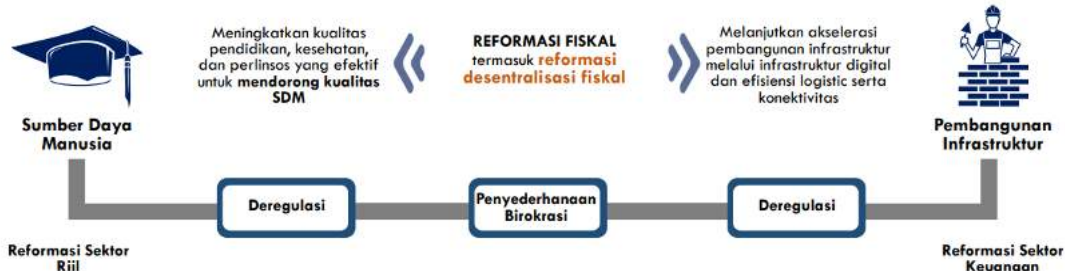 Meningkatkan kualitas
pendidikan, kesehatan,
dan perlinsos yang efektif
untuk mendorong kualitas
SDM
REFORMASI FISKAL
termasuk reformasi
desentralisasi fiskal
Melanjutkan akselerasi
pembangunan infrastruktur
melalui infrastruktur digital
dan efisiensi logistic serta
konektivitas
Sumber Daya
Manusia
Pembangunan
Infrastruktur
Deregulasi
Penyederhanaan
Birokrasi
Deregulasi
Reformasi Sektor
Riil
Reformasi Sektor
Keuangan